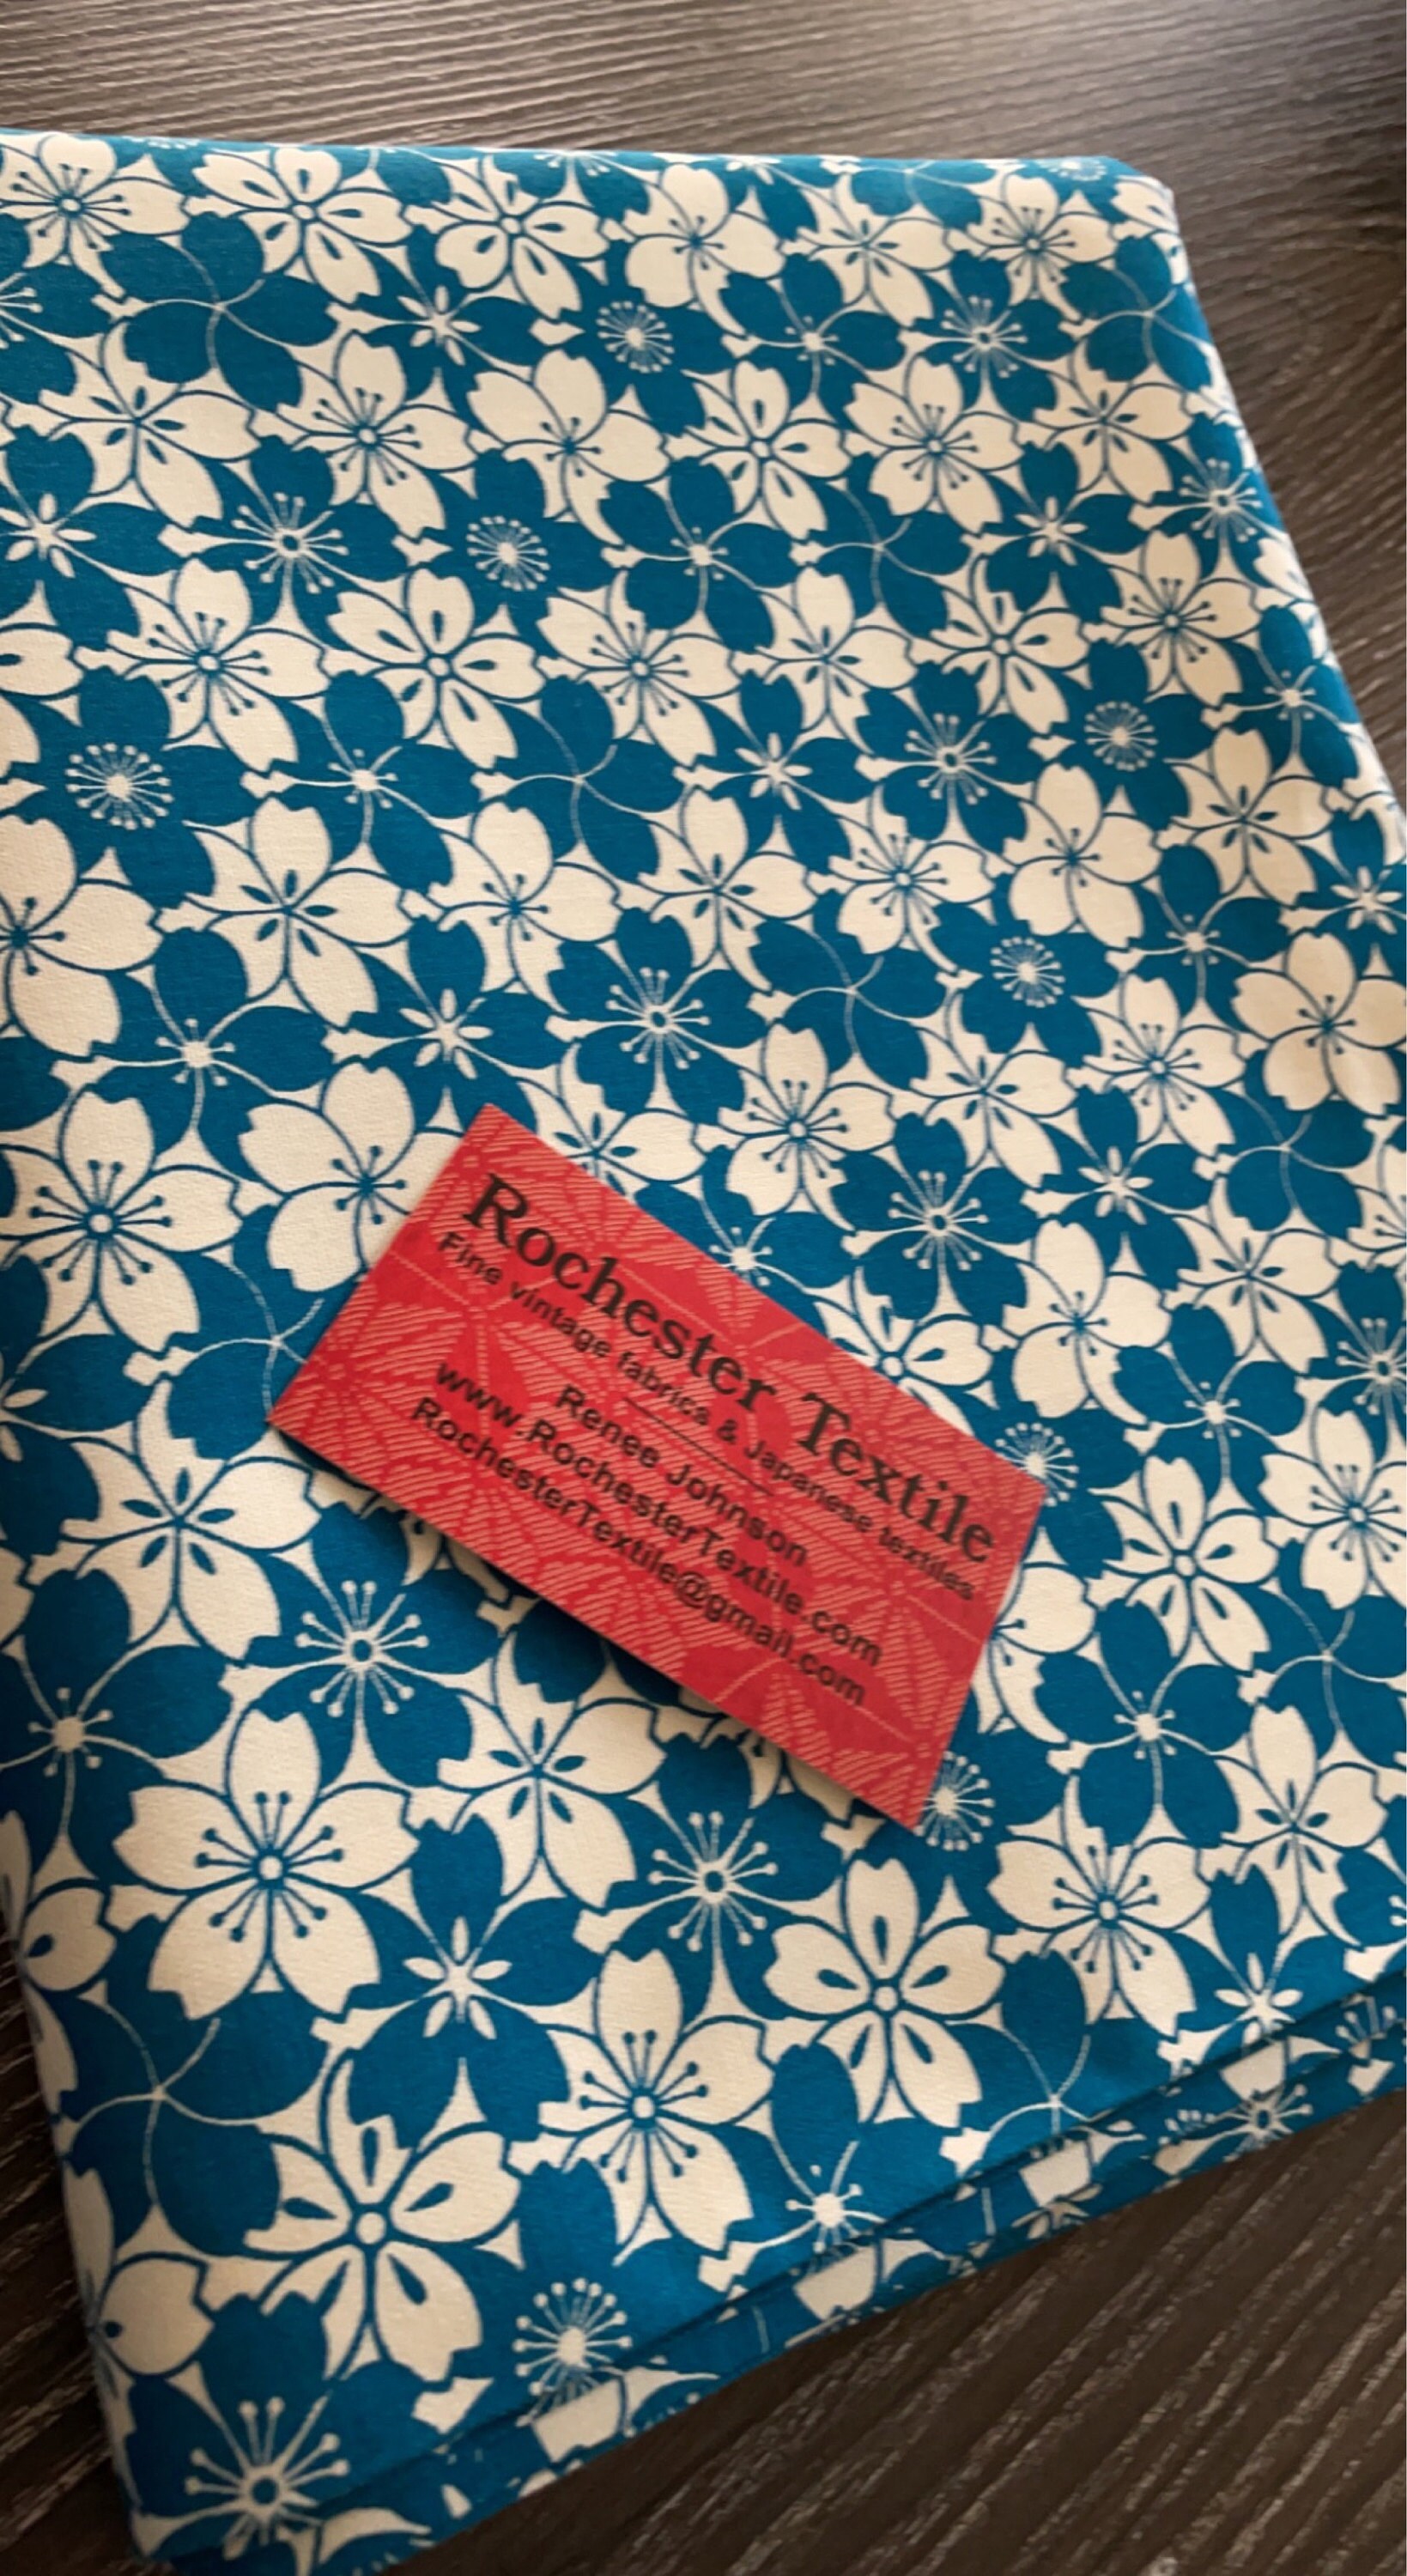 Rochester Textile
Fine vintage fabrics & Japanese textiles
Renee Johnson
www.RochesterTextile.com
RochesterTextile@gmail.com